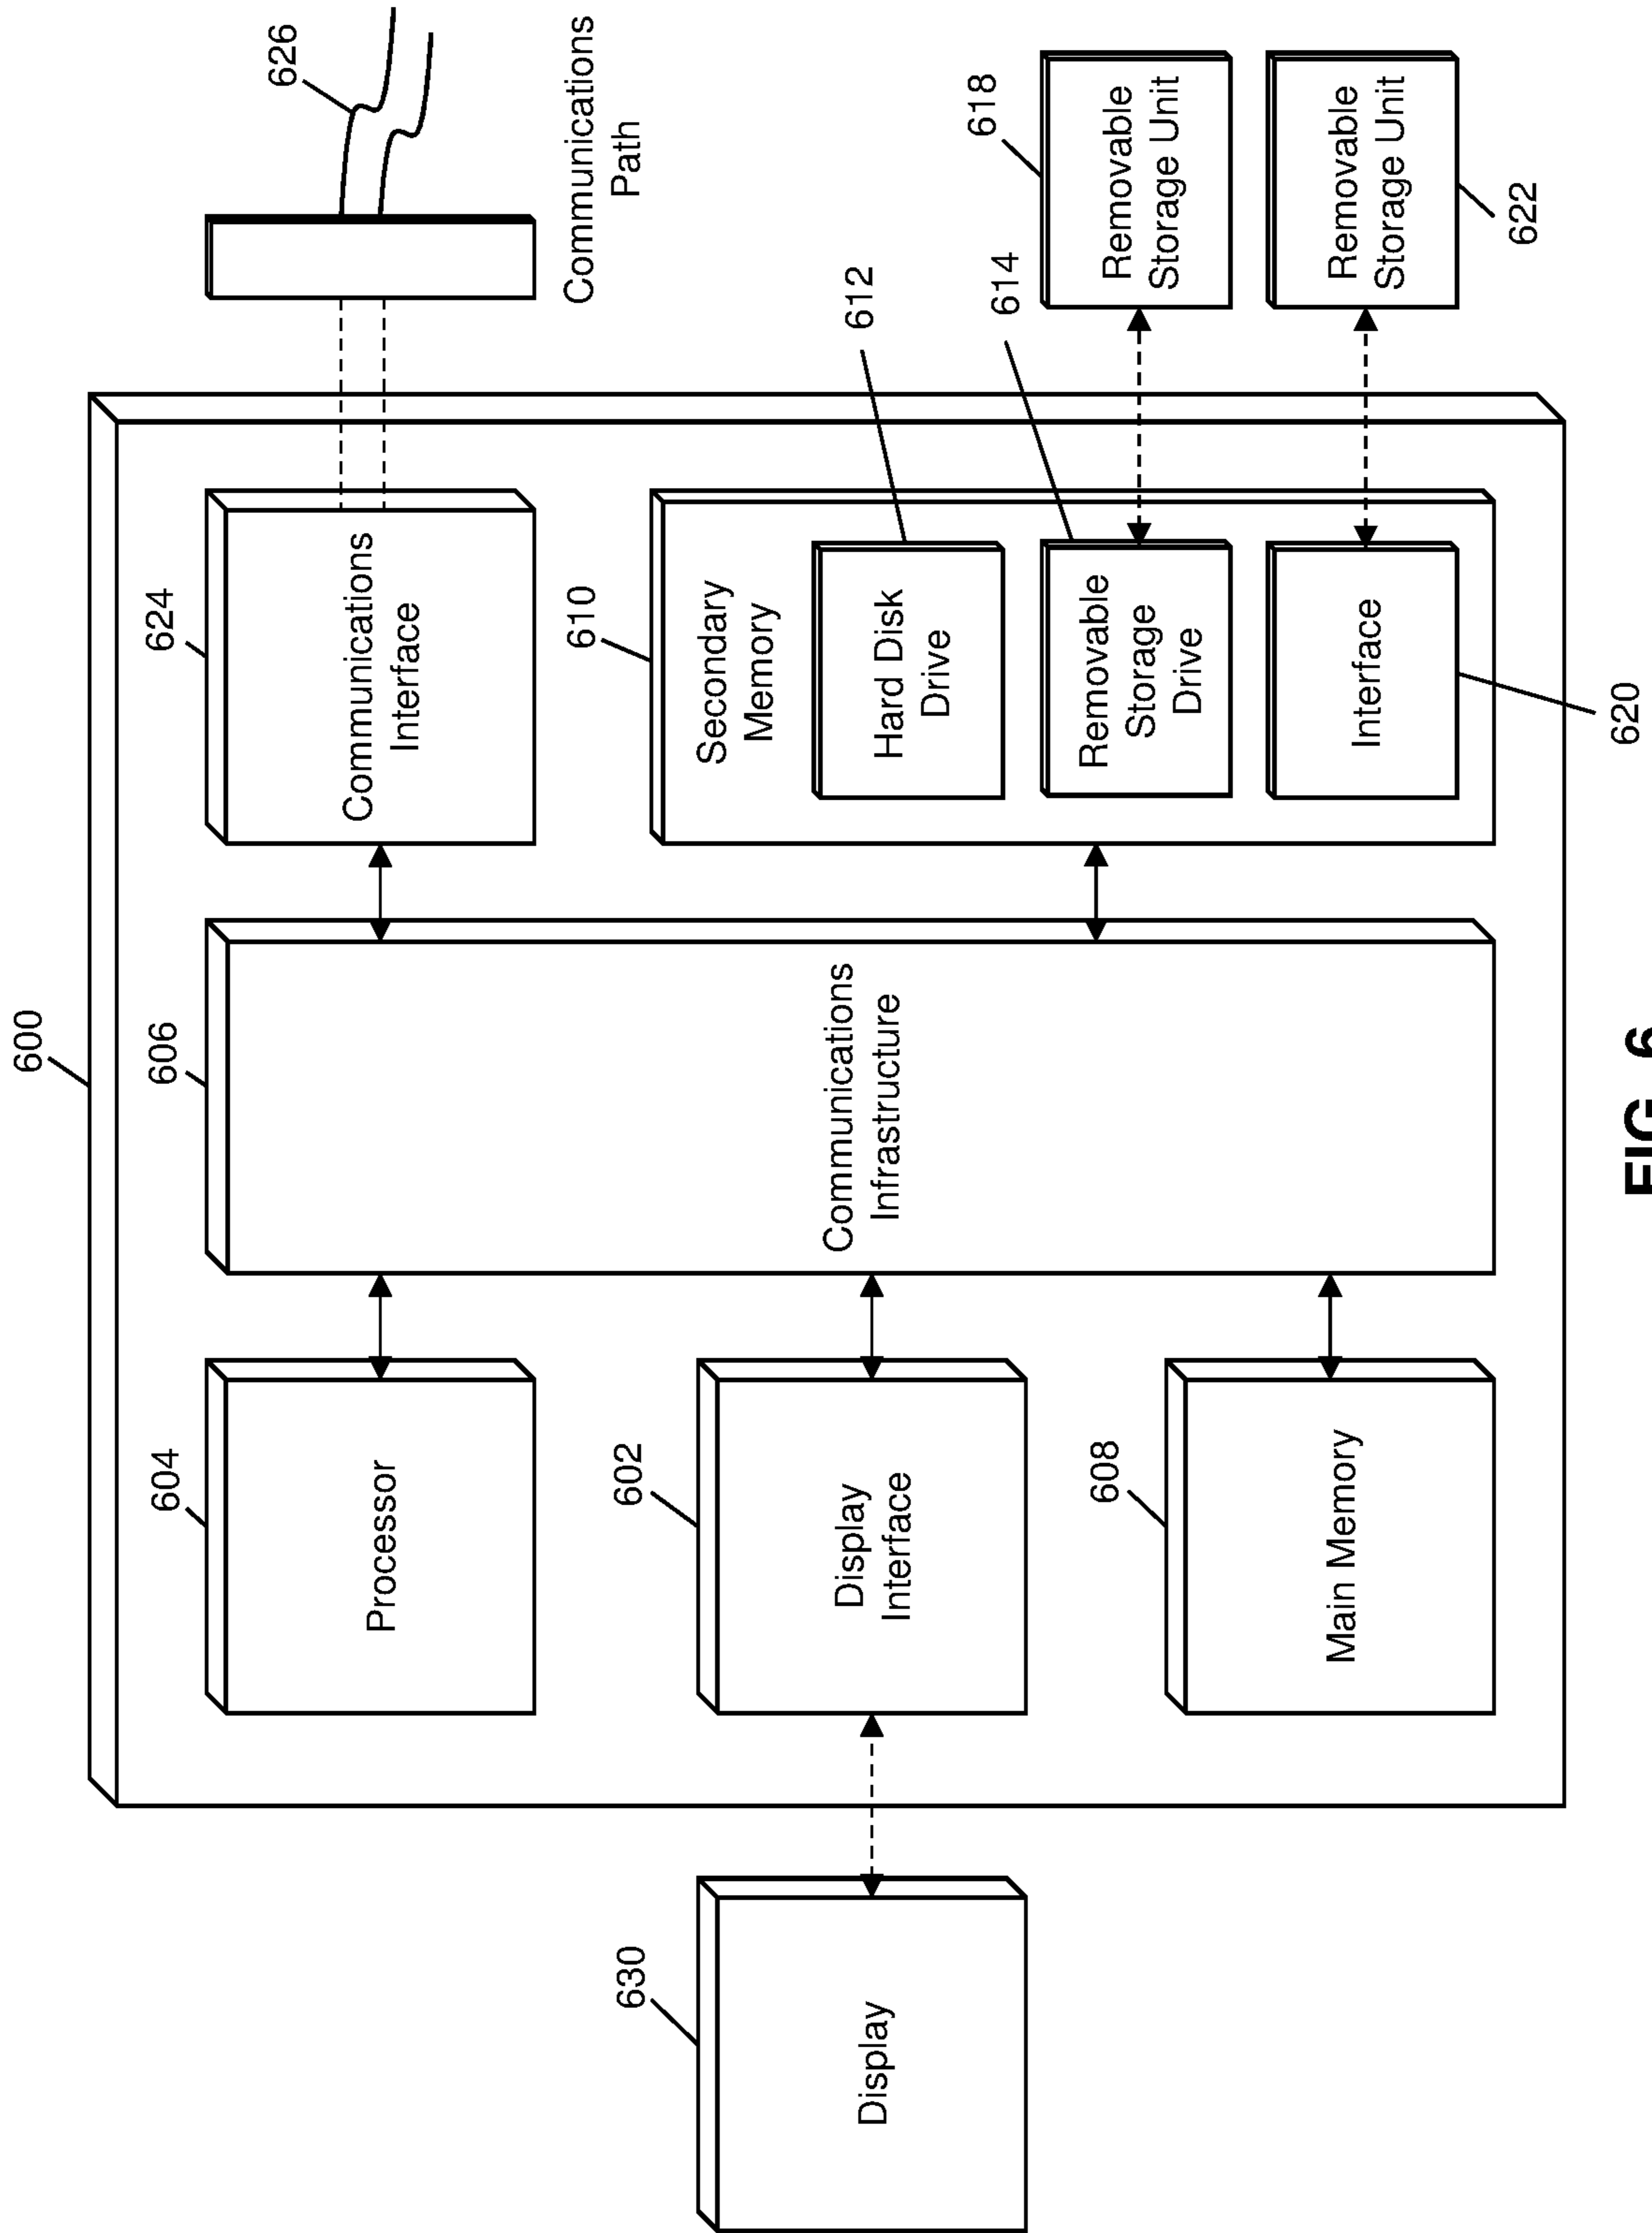 600
604
Processor
606
624
Communications
Interface
626
Communications
Path
630
Display
602
Display
Interface
Communications
Infrastructure
610
Secondary
Memory
612
Hard Disk
Drive
608
Main Memory
614
Removable
Storage
Drive
618
Removable
Storage Unit
Interface
620
Removable
Storage Unit
622
FIG. 6